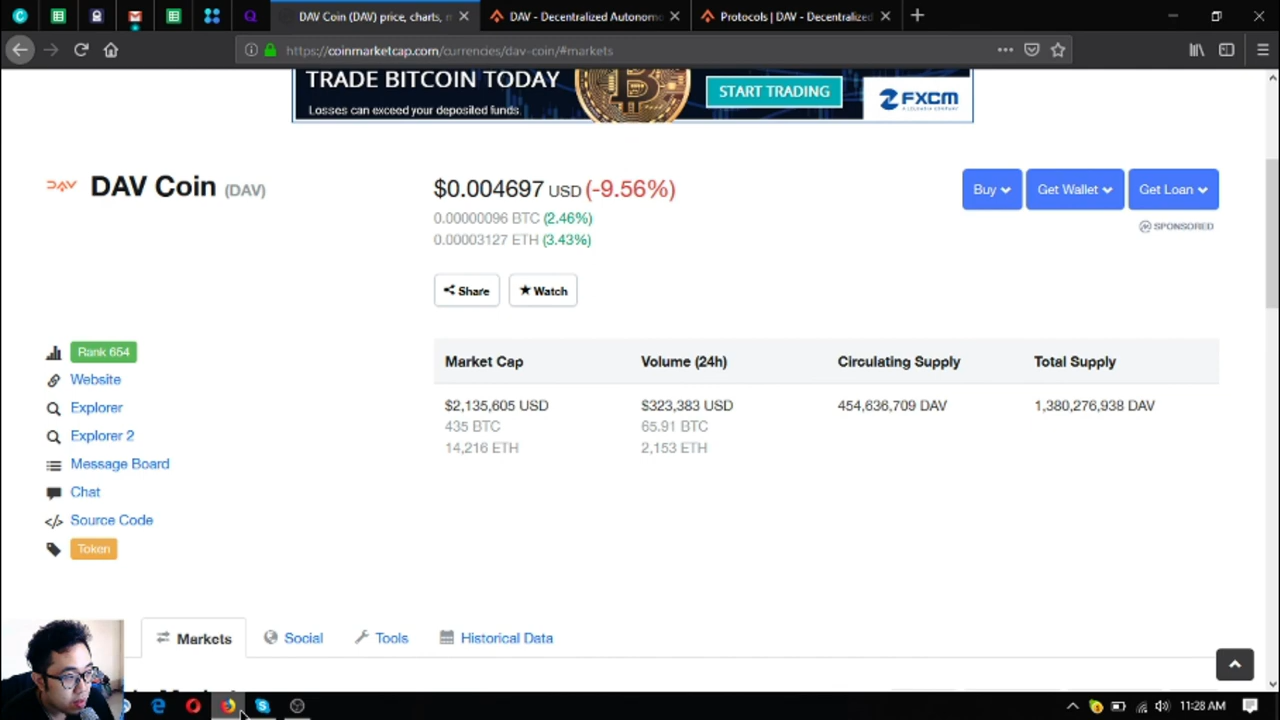 DAV Coin (DAV) price, charts, m
DAV - Decentralized Autonomo
Protocols | DAV - Decentralized
https://coinmarketcap.com/currencies/dav-coin/#markets
TRADE BITCOIN TODAY
Losses can exceed your deposited funds.
START TRADING
FXCM
DAV Coin (DAV)
$0.004697 USD (-9.56%)
0.00000096 BTC (2.46%)
0.00003127 ETH (3.43%)
Buy
Get Wallet
Get Loan
SPONSORED
Share
Watch
Rank 654
Website
Explorer
Explorer 2
Message Board
Chat
Source Code
Token
Market Cap
Volume (24h)
Circulating Supply
Total Supply
$2,135,605 USD
$323,383 USD
454,636,709 DAV
1,380,276,938 DAV
435 BTC
65.91 BTC
14,216 ETH
2,153 ETH
Markets
Social
Tools
Historical Data
11:28 AM